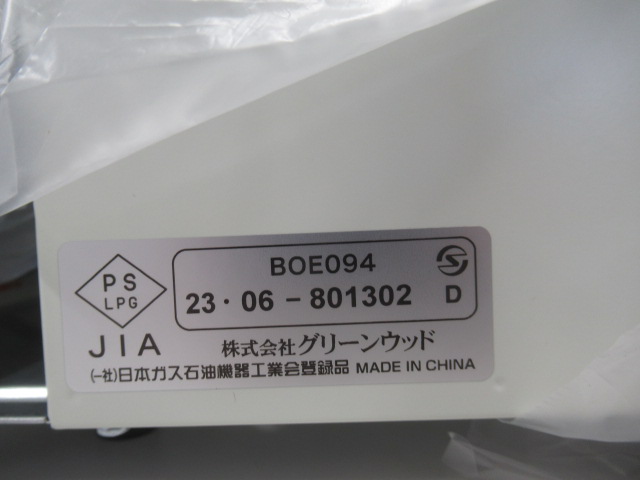 PS
LPG
JIA
BOE094
23・06-801302 D
株式会社グリーンウッド
(一社)日本ガス石油機器工業会登録品 MADE IN CHINA